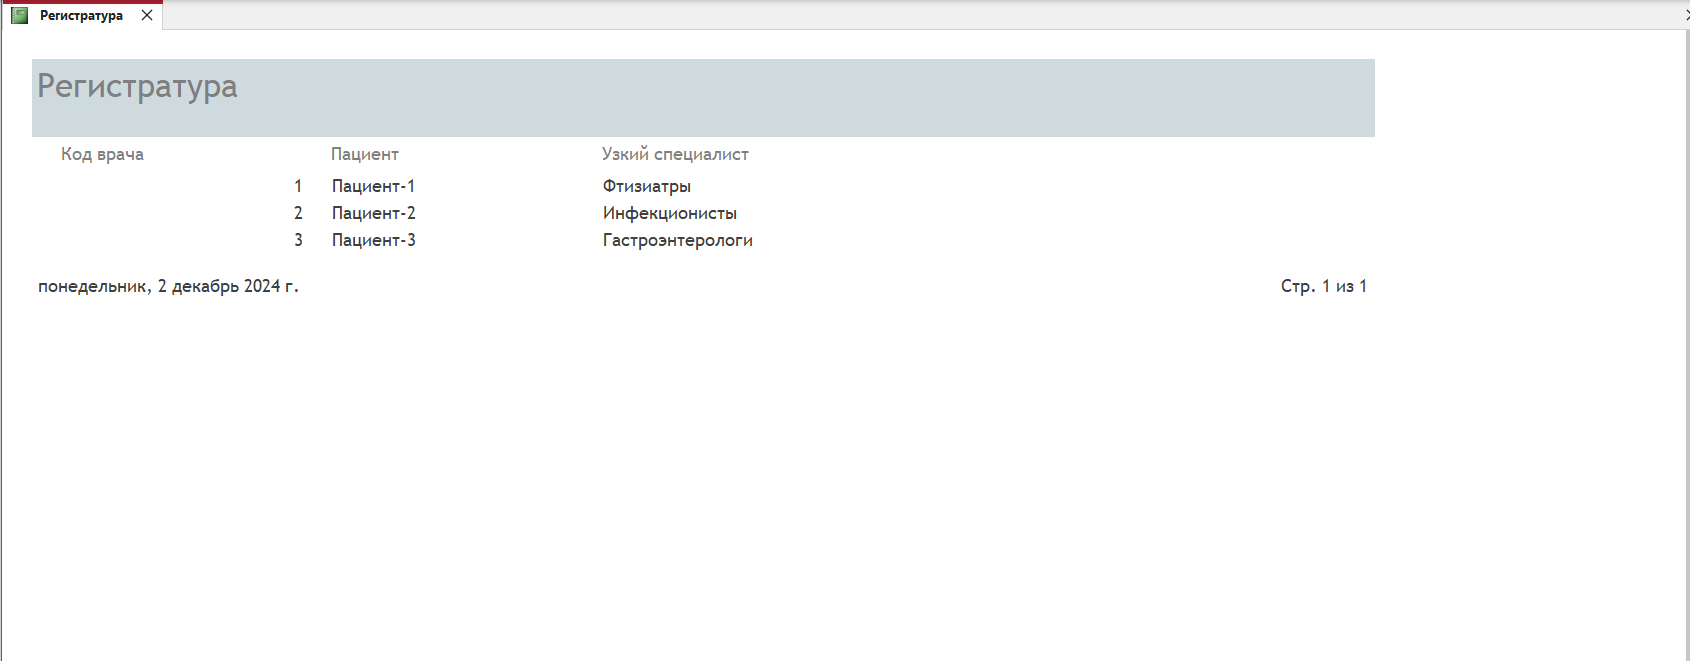 Регистратура
Регистратура
Код врача Пациент Узкий специалист
1 Пациент-1 Фтизиатры
2 Пациент-2 Инфекционисты
3 Пациент-3 Гастроэнтерологи
понедельник, 2 декабрь 2024 г. Стр. 1 из 1